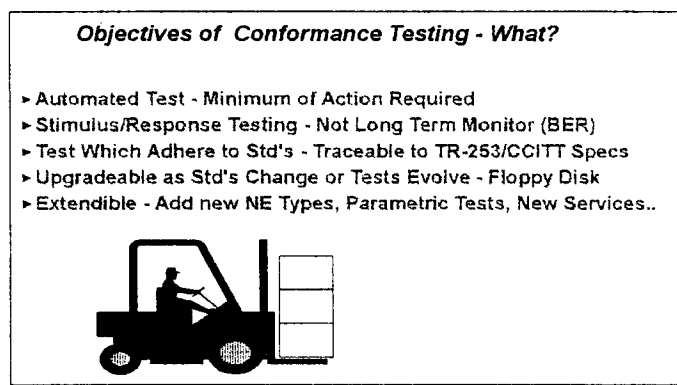 Objectives of Conformance Testing - What?
▸ Automated Test - Minimum of Action Required
▸ Stimulus/Response Testing - Not Long Term Monitor (BER)
▸ Test Which Adhere to Std's - Traceable to TR-253/CCITT Specs
▸ Upgradeable as Std's Change or Tests Evolve - Floppy Disk
▸ Extendible - Add new NE Types, Parametric Tests, New Services..